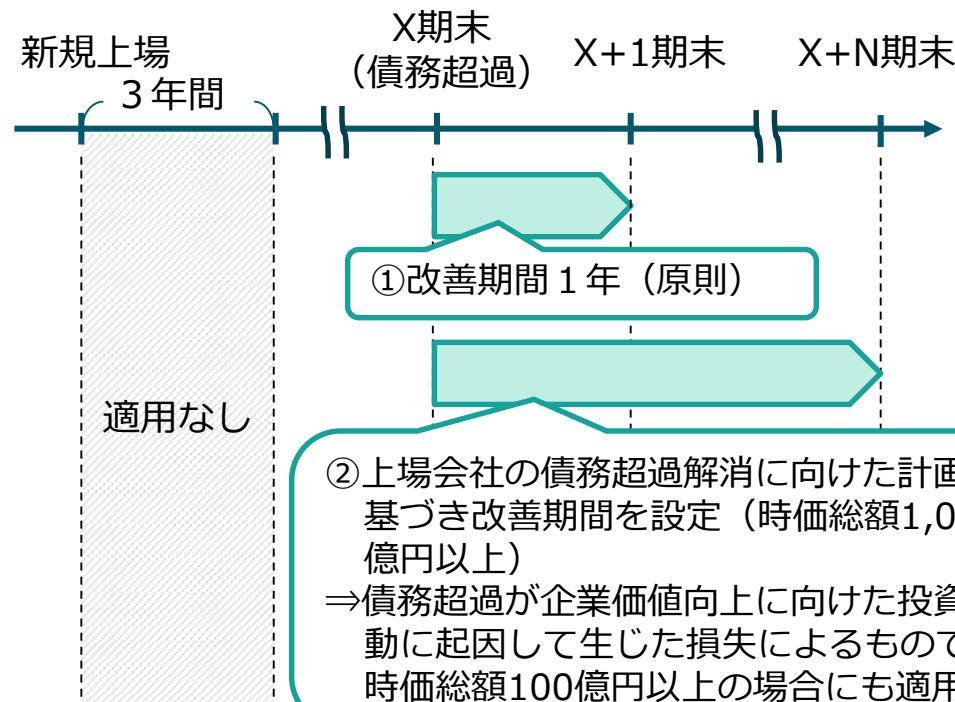 新規上場
３年間
X期末
（債務超過）
X+1期末
X+N期末
①改善期間１年（原則）
適用なし
②上場会社の債務超過解消に向けた計画
基づき改善期間を設定（時価総額1,0
億円以上）
⇒債務超過が企業価値向上に向けた投資
動に起因して生じた損失によるもので
時価総額100億円以上の場合にも適用